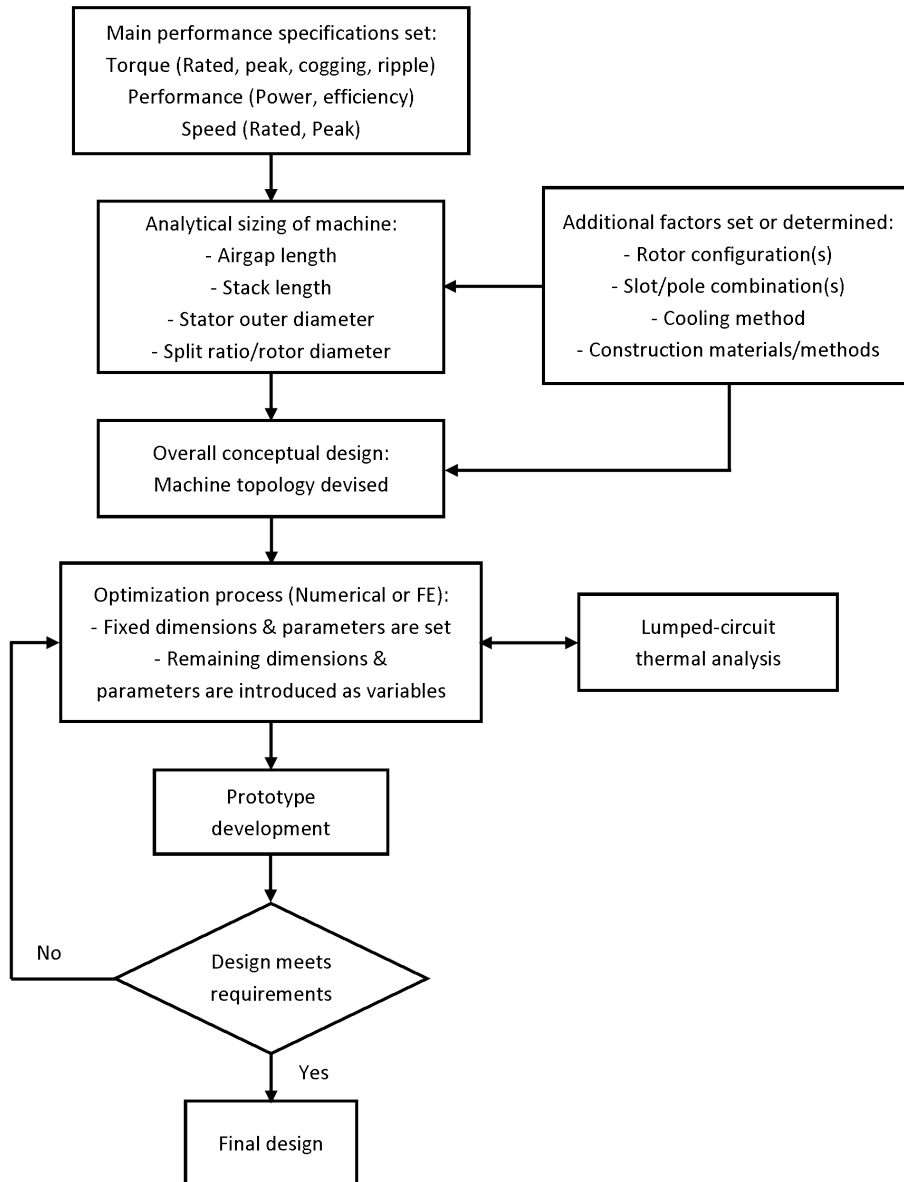 Main performance specifications set:
Torque (Rated, peak, cogging, ripple)
Performance (Power, efficiency)
Speed (Rated, Peak)
Analytical sizing of machine:
- Airgap length
- Stack length
- Stator outer diameter
- Split ratio/rotor diameter
Additional factors set or determined:
- Rotor configuration(s)
- Slot/pole combination(s)
- Cooling method
- Construction materials/methods
Overall conceptual design:
Machine topology devised
Optimization process (Numerical or FE):
- Fixed dimensions & parameters are set
- Remaining dimensions &
parameters are introduced as variables
Lumped-circuit
thermal analysis
Prototype
development
No
Design meets
requirements
Yes
Final design